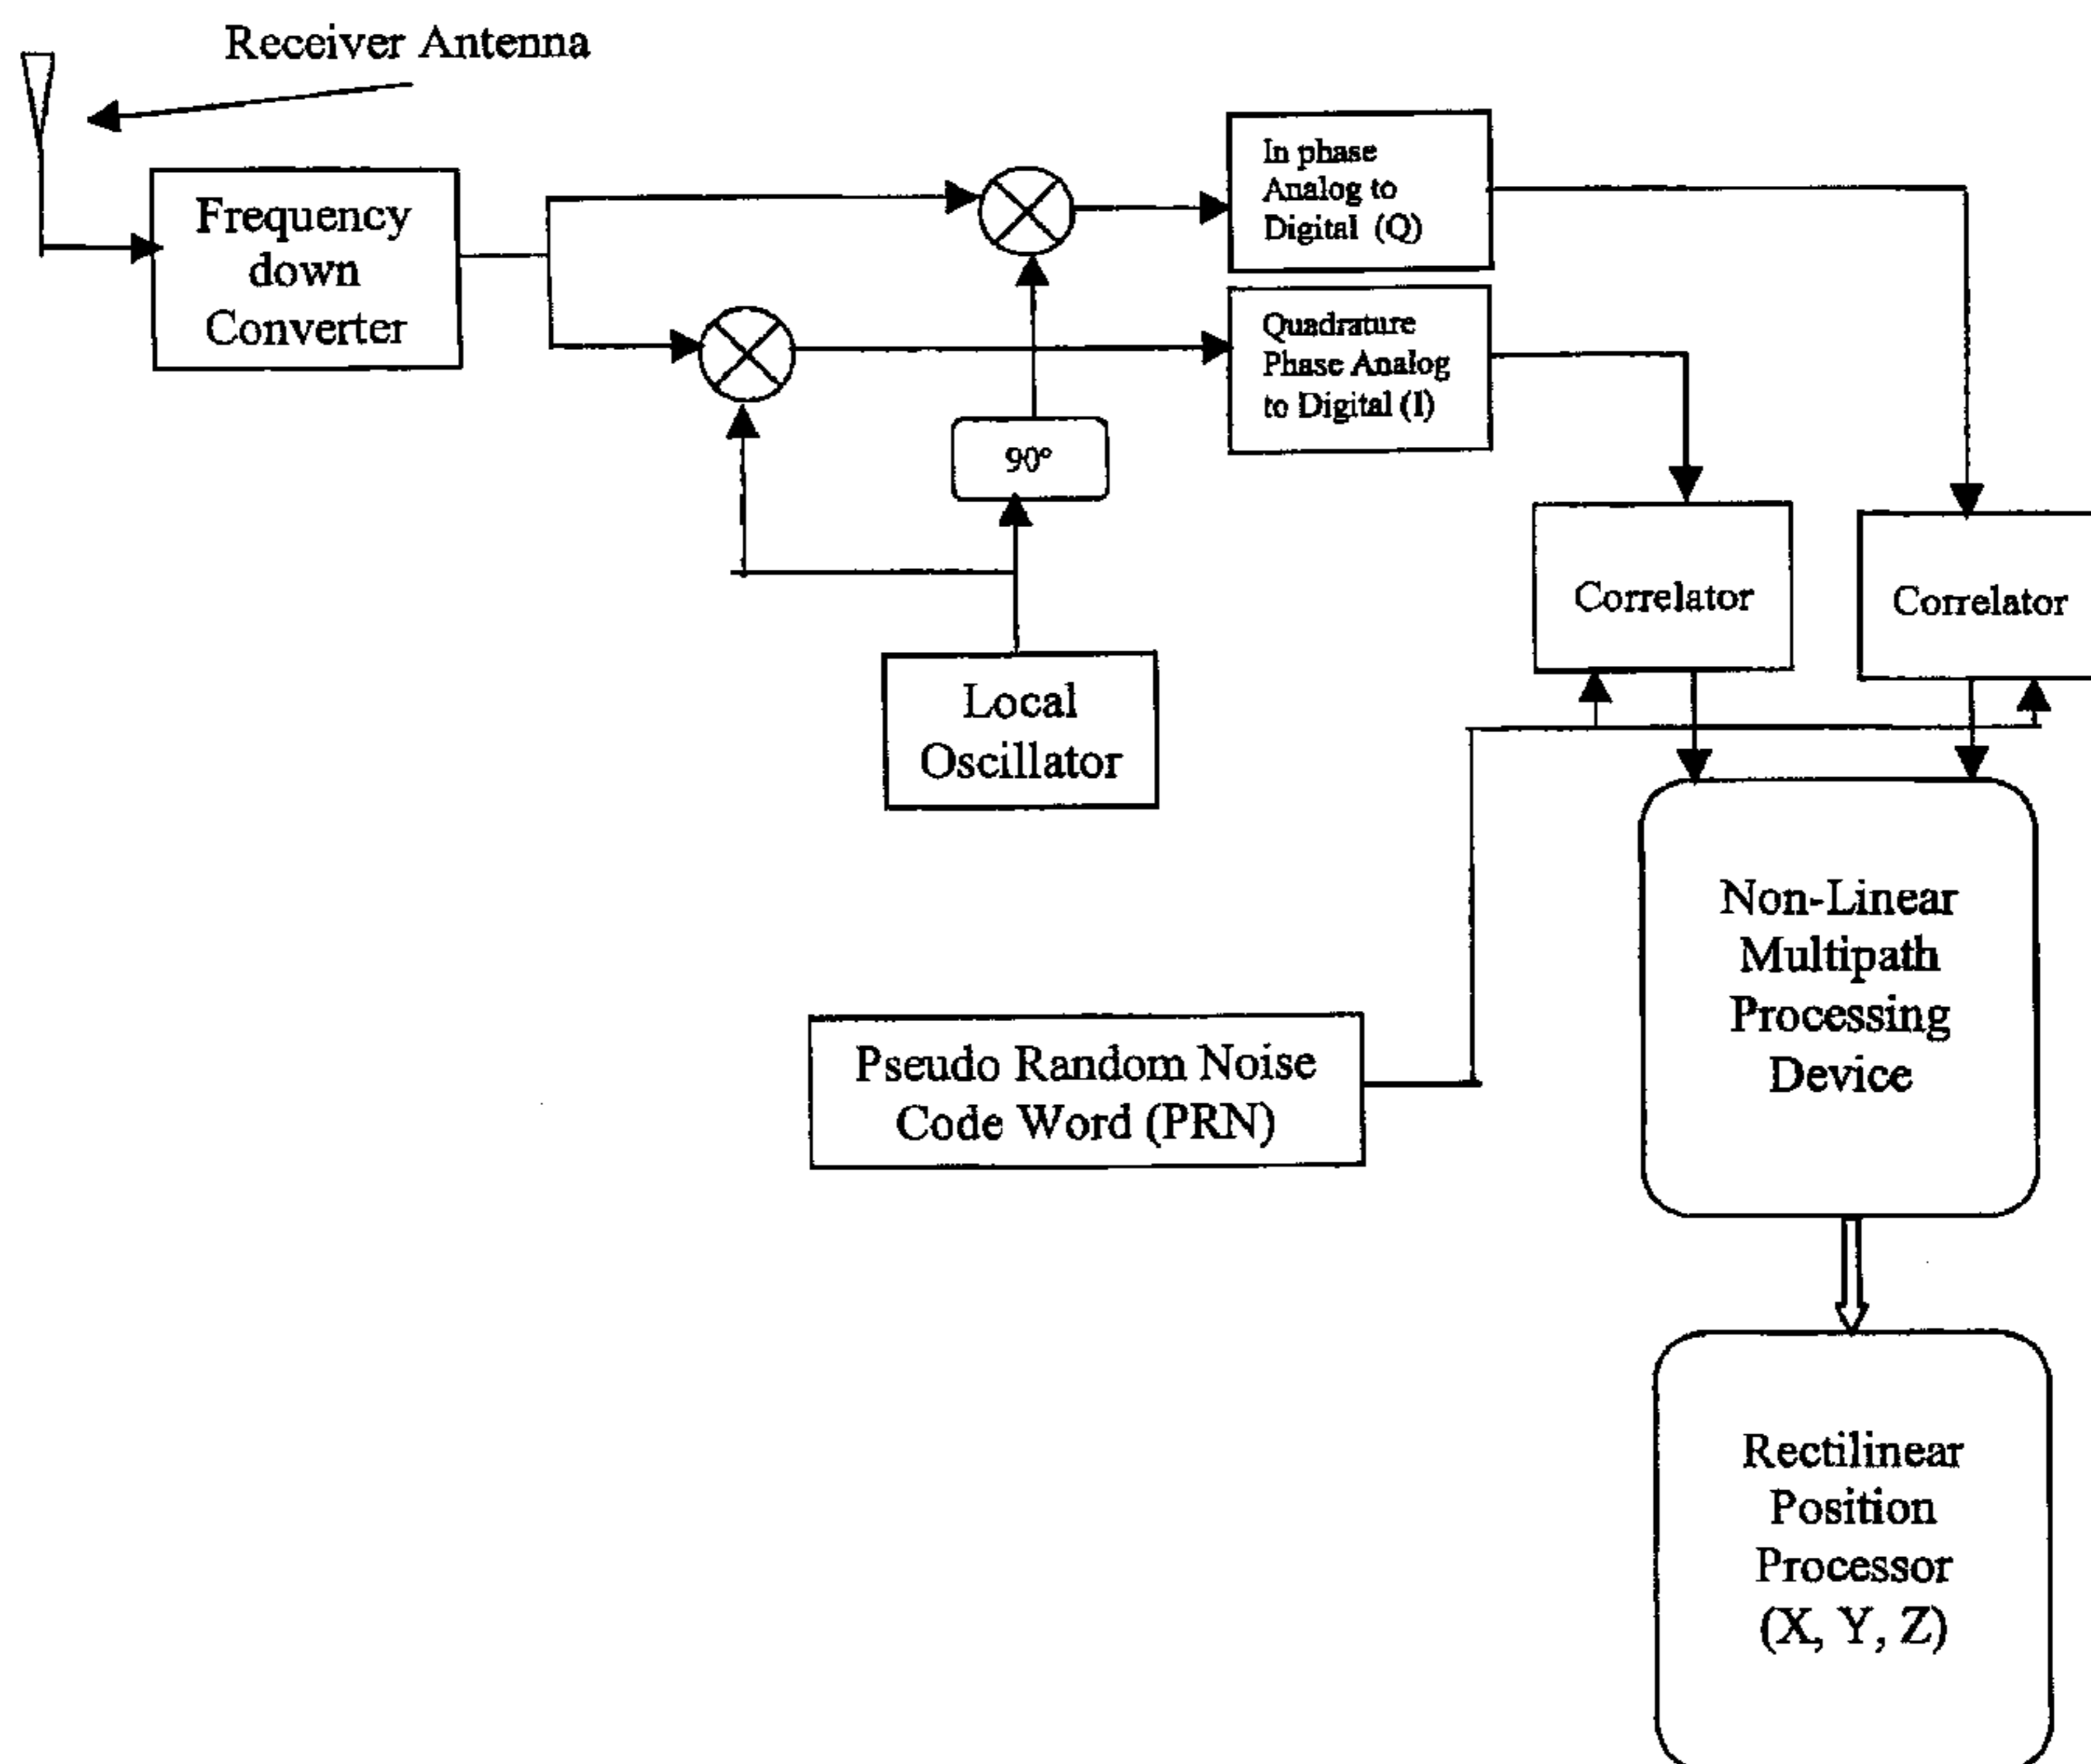 Receiver Antenna
Frequency
down
Converter
In phase
Analog to
Digital (Q)
Quadrature
Phase Analog
to Digital (I)
90°
Correlator
Correlator
Local
Oscillator
Non-Linear
Multipath
Processing
Device
Pseudo Random Noise
Code Word (PRN)
Rectilinear
Position
Processor
(X, Y, Z)